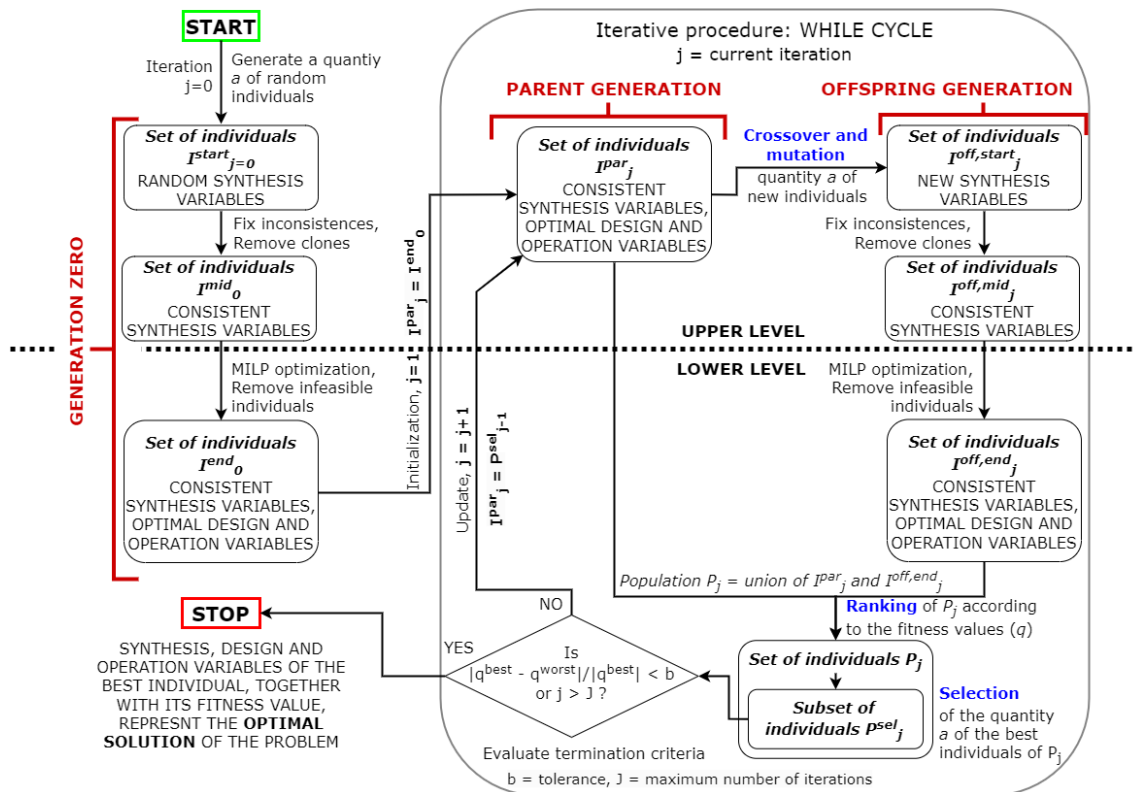 START
Iteration
j=0
Generate a quantiy
a of random
individuals
GENERATION ZERO
Set of individuals
I^start_j=0
RANDOM SYNTHESIS
VARIABLES
Fix inconsistences,
Remove clones
Set of individuals
I^mid_0
CONSISTENT
SYNTHESIS VARIABLES
MILP optimization,
Remove infeasible
individuals
Set of individuals
I^end_0
CONSISTENT
SYNTHESIS VARIABLES,
OPTIMAL DESIGN AND
OPERATION VARIABLES
Initialization, j=1 I^par_j = I^end_0
Iterative procedure: WHILE CYCLE
j = current iteration
PARENT GENERATION
Set of individuals
I^par_j
CONSISTENT
SYNTHESIS VARIABLES,
OPTIMAL DESIGN AND
OPERATION VARIABLES
Crossover and
mutation
quantity a of
new individuals
OFFSPRING GENERATION
Set of individuals
I^off,start_j
NEW SYNTHESIS
VARIABLES
Fix inconsistences,
Remove clones
Set of individuals
I^off,mid_j
CONSISTENT
SYNTHESIS VARIABLES
UPPER LEVEL
LOWER LEVEL
MILP optimization,
Remove infeasible
individuals
Set of individuals
I^off,end_j
CONSISTENT
SYNTHESIS VARIABLES,
OPTIMAL DESIGN AND
OPERATION VARIABLES
Update, j = j+1
I^par_j = P^sel_j-1
Population P_j = union of I^par_j and I^off,end_j
Ranking of P_j according
to the fitness values (q)
Set of individuals P_j
Subset of
individuals P^sel_j
Selection
of the quantity
a of the best
individuals of P_j
NO
YES
Is
|q^best - q^worst|/|q^best| < b
or j > J ?
Evaluate termination criteria
b = tolerance, J = maximum number of iterations
STOP
SYNTHESIS, DESIGN AND
OPERATION VARIABLES OF THE
BEST INDIVIDUAL, TOGETHER
WITH ITS FITNESS VALUE,
REPRESNT THE OPTIMAL
SOLUTION OF THE PROBLEM